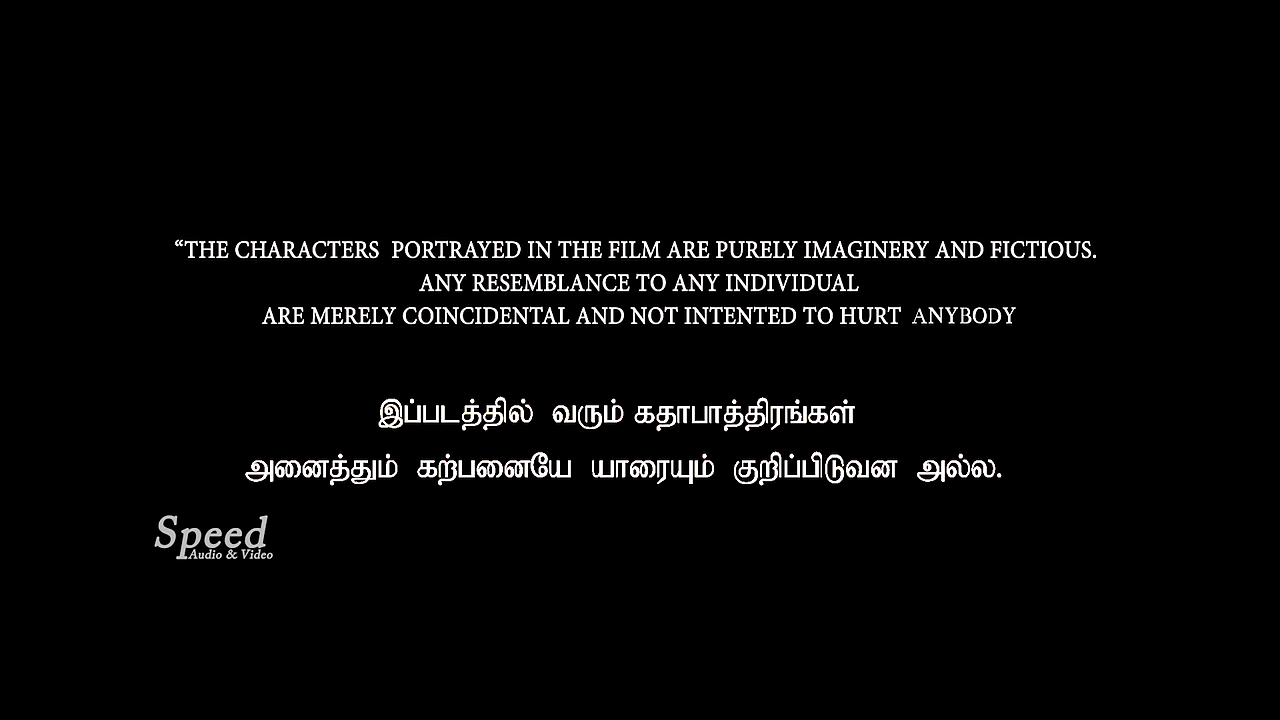 “THE CHARACTERS PORTRAYED IN THE FILM ARE PURELY IMAGINERY AND FICTIOUS.
ANY RESEMBLANCE TO ANY INDIVIDUAL
ARE MERELY COINCIDENTAL AND NOT INTENTED TO HURT ANYBODY
இப்படத்தில் வரும் கதாபாத்திரங்கள்
அனைத்தும் கற்பனையே யாரையும் குறிப்பிடுவன அல்ல.
Speed
Audio & Video